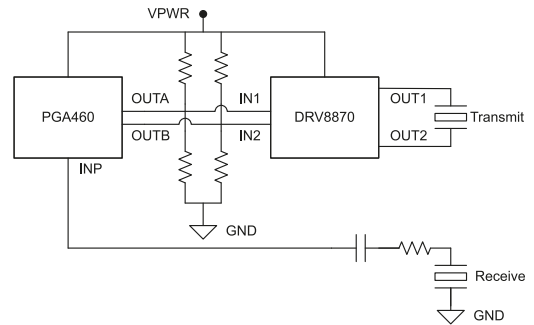 VPWR
OUTA
IN1
OUT1
PGA460
DRV8870
Transmit
OUTB
IN2
OUT2
INP
GND
Receive
GND